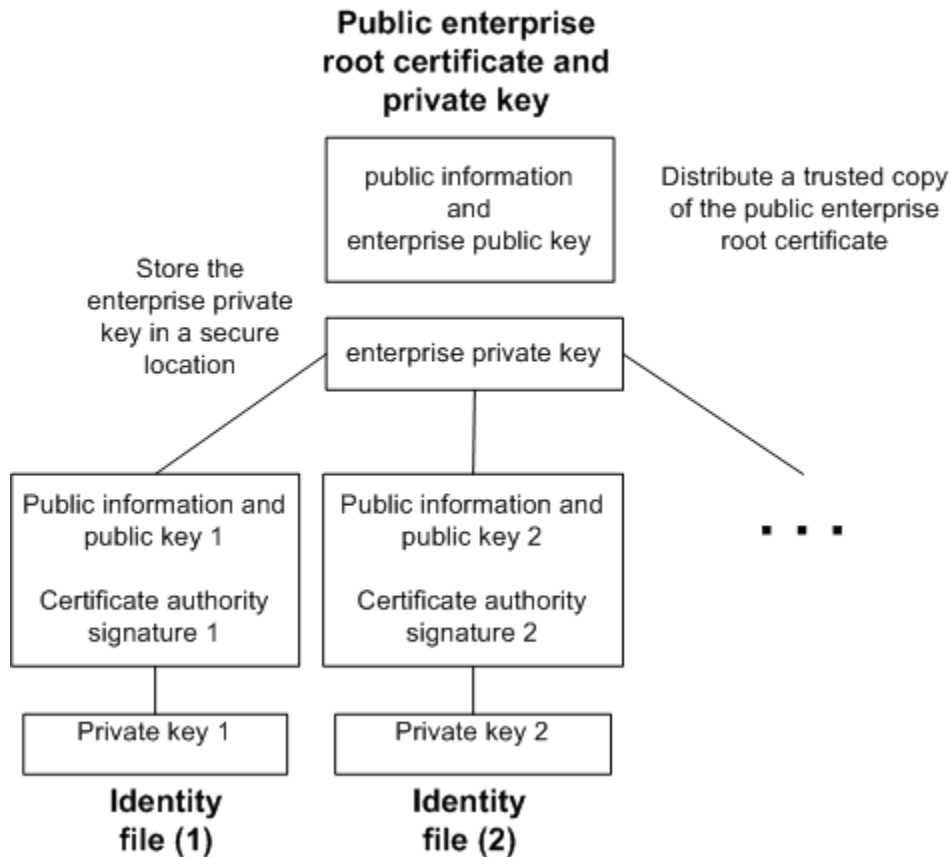 Public enterprise
root certificate and
private key
public information
and
enterprise public key
Distribute a trusted copy
of the public enterprise
root certificate
Store the
enterprise private
key in a secure
location
enterprise private key
Public information and
public key 1
Certificate authority
signature 1
Public information and
public key 2
Certificate authority
signature 2
. . .
Private key 1
Private key 2
Identity
file (1)
Identity
file (2)